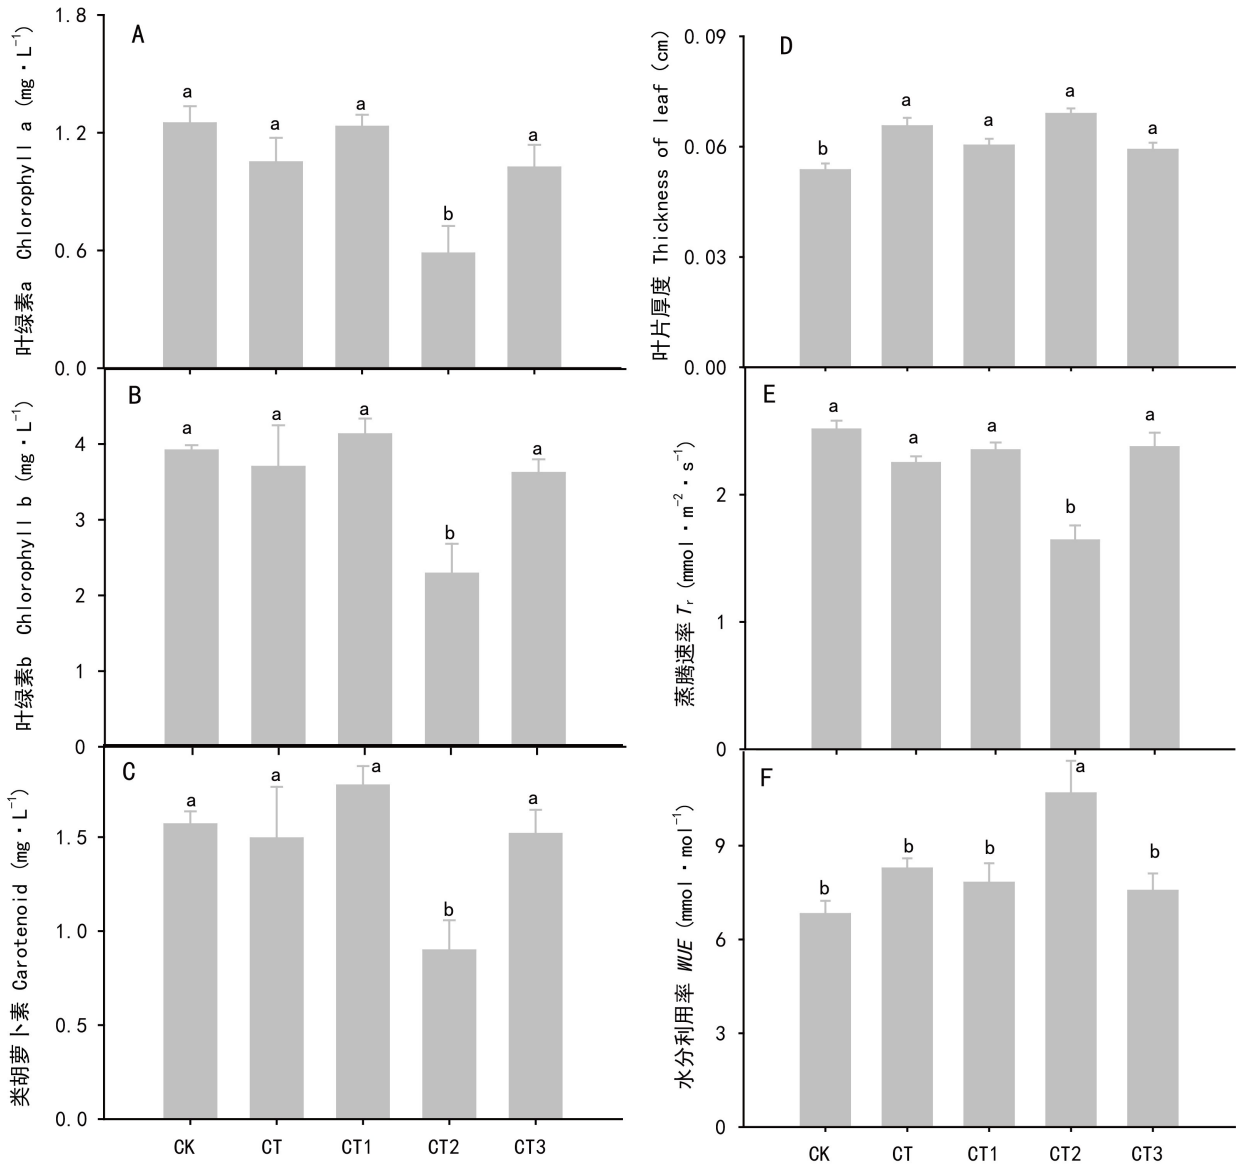 A
叶绿素a Chlorophyll a (mg·L⁻¹)
1.8
1.2
0.6
0.0
a
a
a
b
a
B
叶绿素b Chlorophyll b (mg·L⁻¹)
4
3
2
1
0
a
a
a
b
a
C
类胡萝卜素 Carotenoid (mg·L⁻¹)
1.5
1.0
0.5
0.0
a
a
a
b
a
CK CT CT1 CT2 CT3
D
叶片厚度 Thickness of leaf (cm)
0.09
0.06
0.03
0.00
b
a
a
a
a
E
蒸腾速率 Tr (mmol·m⁻²·s⁻¹)
2
1
0
a
a
a
b
a
F
水分利用率 WUE (mmol·mol⁻¹)
9
6
3
0
b
b
b
a
b
CK CT CT1 CT2 CT3